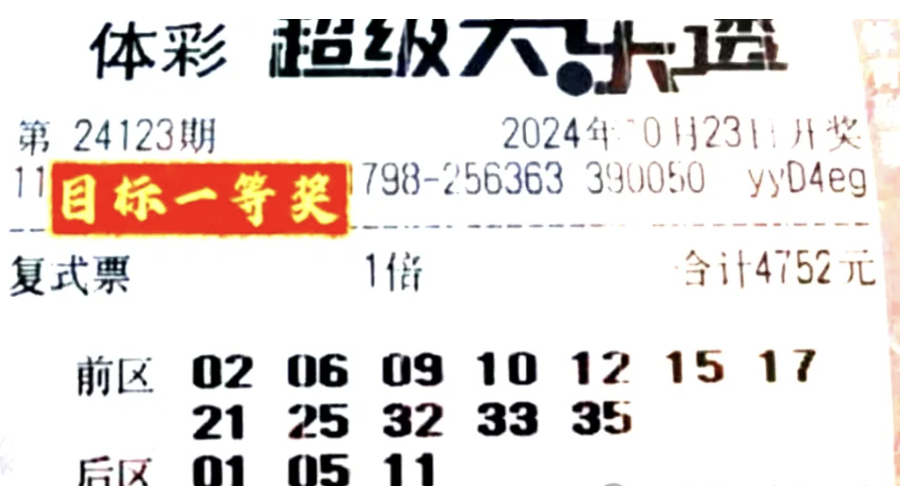 体彩 超级大乐透
第 24123期 2024年10月23日开奖
11 目标一等奖 798-256363 390050 yyD4eg
复式票 1倍 合计4752元
前区 02 06 09 10 12 15 17
21 25 32 33 35
后区 01 05 11